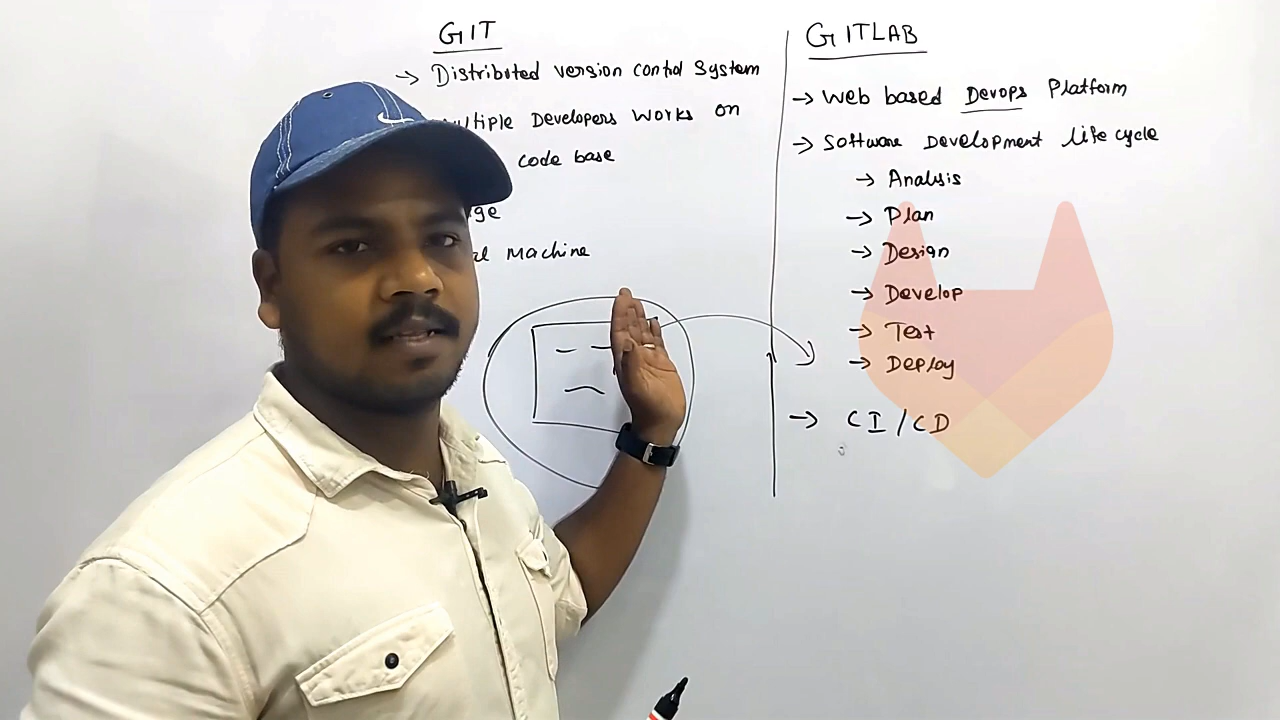 GIT
→ Distributed version control System
Multiple Developers works on
code base
Machine
GITLAB
→ Web based Devops Platform
→ Software Development life cycle
→ Analysis
→ Plan
→ Design
→ Develop
→ Test
→ Deploy
→ CI/CD